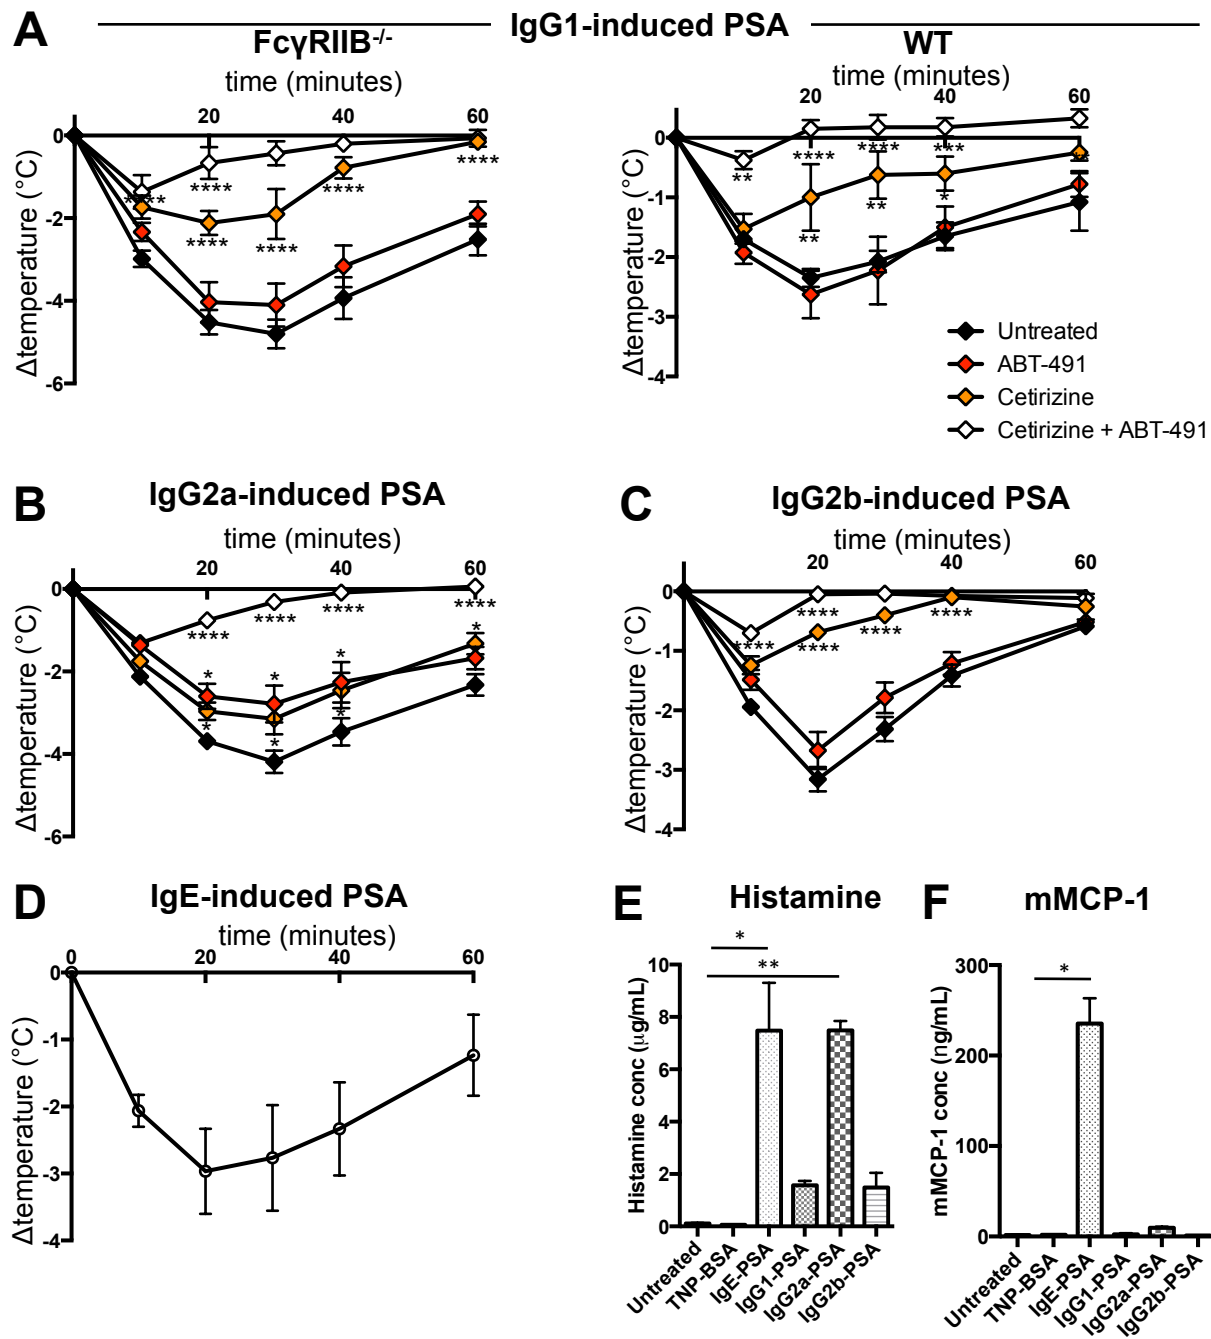 A
IgG1-induced PSA
FcγRIIB-/-
WT
time (minutes)
time (minutes)
20 40 60
20 40 60
0
-2
-4
-6
Δtemperature (°C)
****
****
****
****
****
****
****
0
-1
-2
-3
-4
Δtemperature (°C)
**
****
****
***
**
**
*
Untreated
ABT-491
Cetirizine
Cetirizine + ABT-491
B
IgG2a-induced PSA
time (minutes)
20 40 60
0
-2
-4
-6
Δtemperature (°C)
****
****
****
****
*
*
*
*
*
*
*
C
IgG2b-induced PSA
time (minutes)
20 40 60
0
-1
-2
-3
-4
Δtemperature (°C)
****
****
****
****
****
D
IgE-induced PSA
time (minutes)
0 20 40 60
0
-1
-2
-3
-4
Δtemperature (°C)
E
Histamine
*
**
10
8
6
4
2
0
Histamine conc (μg/mL)
Untreated
TNP-BSA
IgE-PSA
IgG1-PSA
IgG2a-PSA
IgG2b-PSA
F
mMCP-1
*
300
200
100
0
mMCP-1 conc (ng/mL)
Untreated
TNP-BSA
IgE-PSA
IgG1-PSA
IgG2a-PSA
IgG2b-PSA